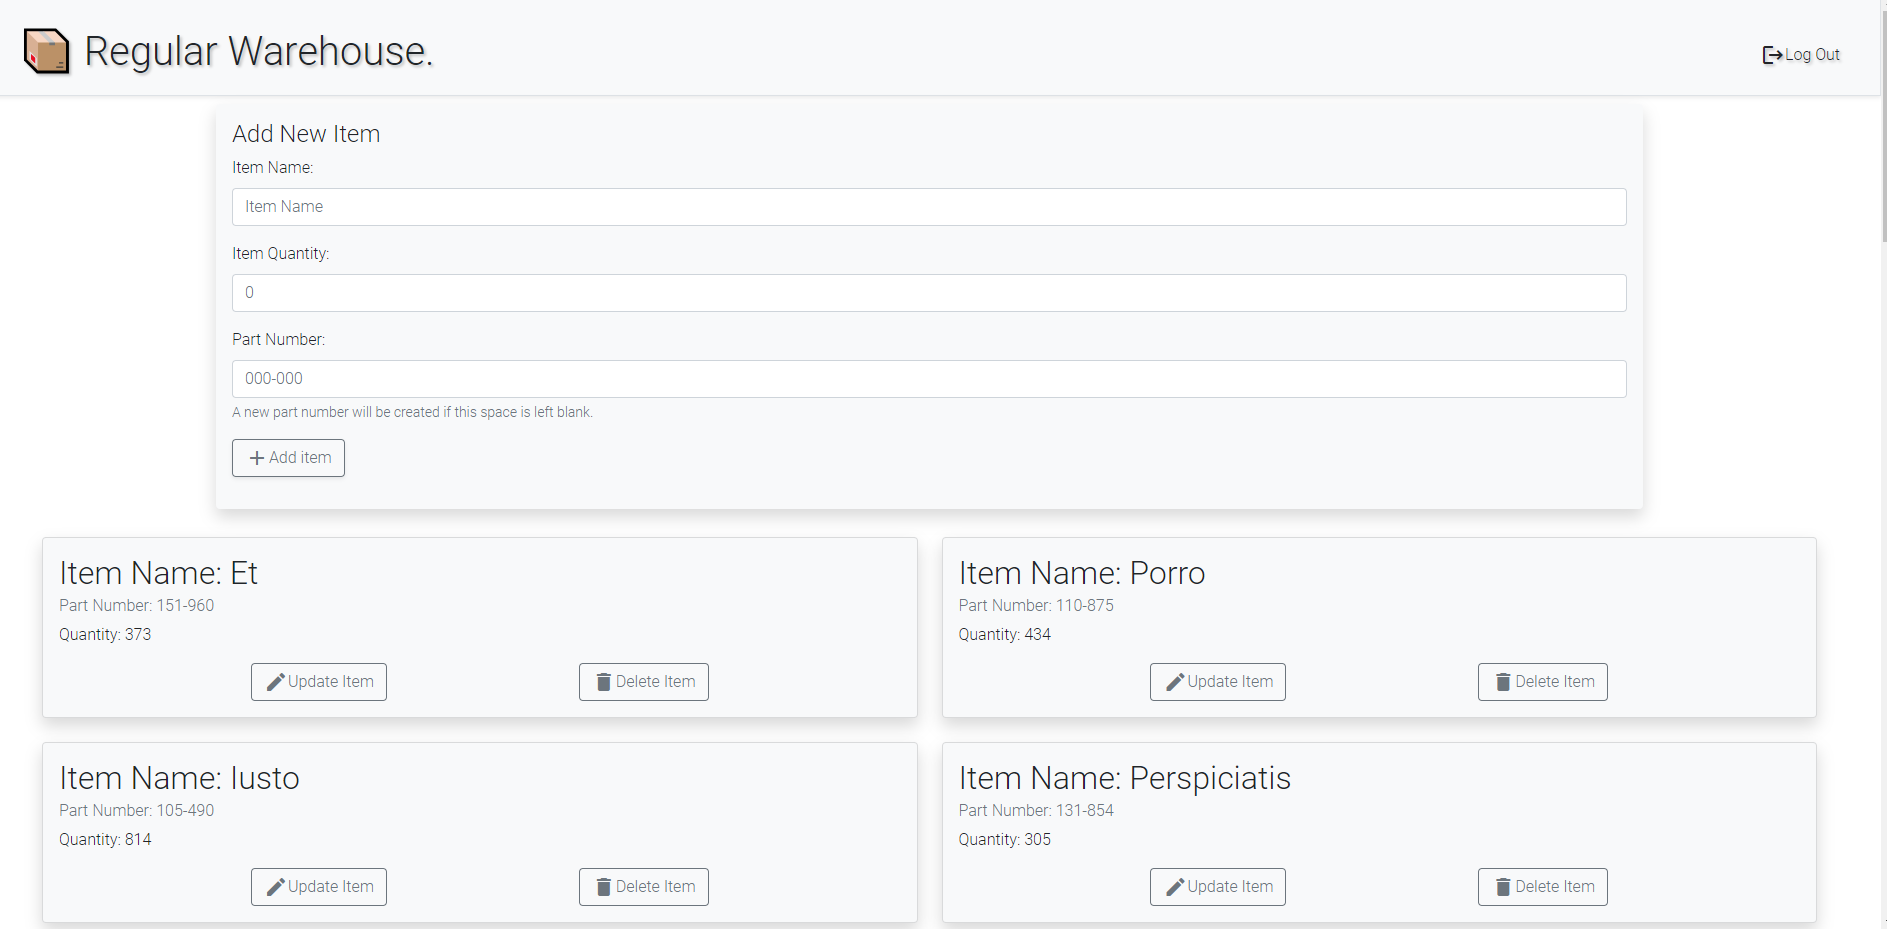 Regular Warehouse.
Log Out
Add New Item
Item Name:
Item Name
Item Quantity:
0
Part Number:
000-000
A new part number will be created if this space is left blank.
Add item
Item Name: Et
Part Number: 151-960
Quantity: 373
Update Item
Delete Item
Item Name: Porro
Part Number: 110-875
Quantity: 434
Update Item
Delete Item
Item Name: Iusto
Part Number: 105-490
Quantity: 814
Update Item
Delete Item
Item Name: Perspiciatis
Part Number: 131-854
Quantity: 305
Update Item
Delete Item